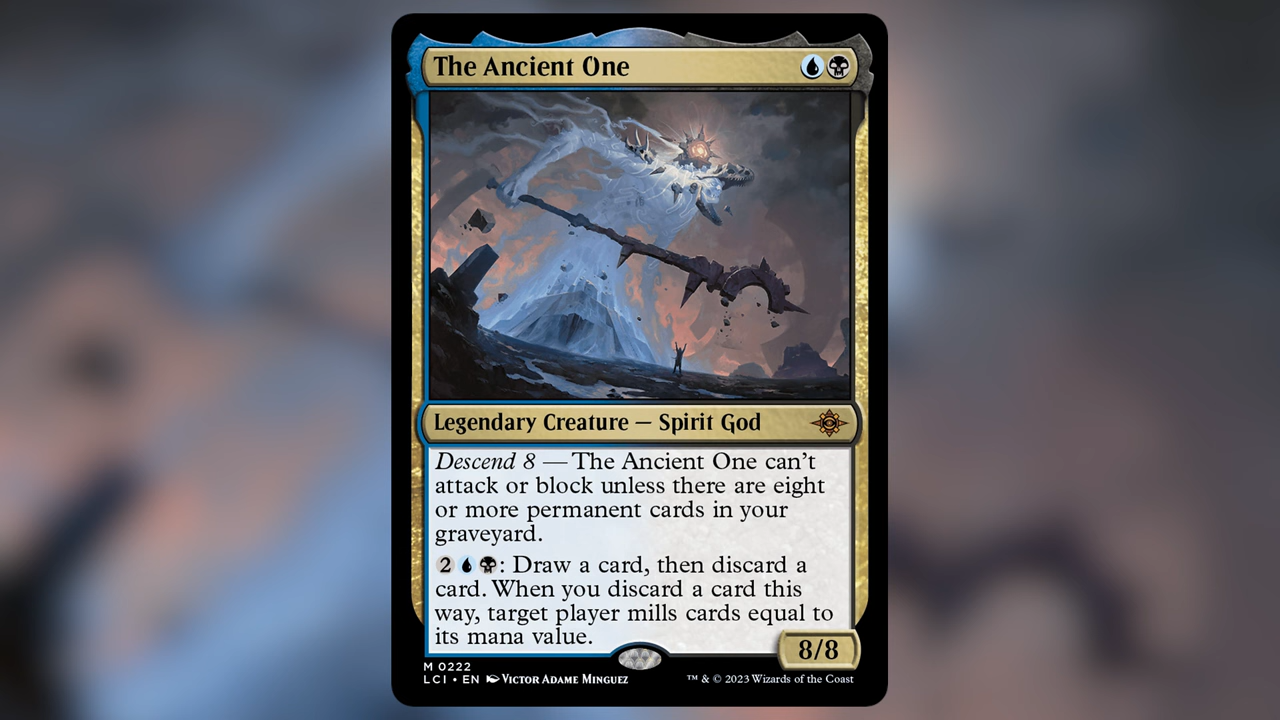 The Ancient One
Legendary Creature — Spirit God
Descend 8 — The Ancient One can't
attack or block unless there are eight
or more permanent cards in your
graveyard.
2 : Draw a card, then discard a
card. When you discard a card this
way, target player mills cards equal to
its mana value.
8/8
M 0222
LCI • EN Victor Adame Minguez
™ & © 2023 Wizards of the Coast